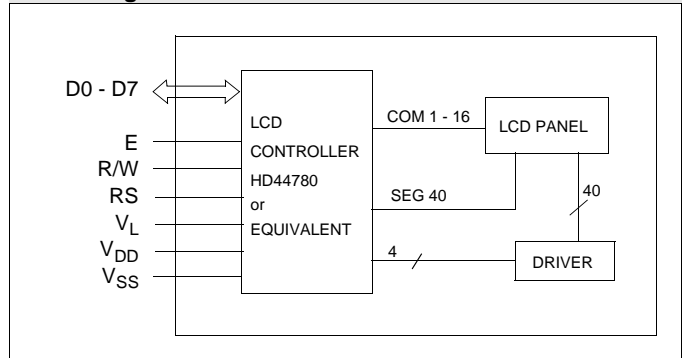 D0 - D7
E
R/W
RS
VL
VDD
VSS
LCD
CONTROLLER
HD44780
or
EQUIVALENT
COM 1 - 16
SEG 40
4
LCD PANEL
40
DRIVER